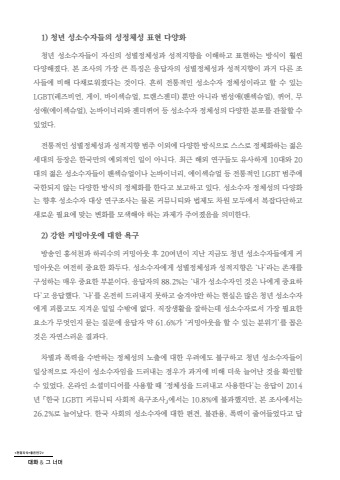 1) 청년 성소수자들의 성정체성 표현 다양화
청년 성소수자들이 자신의 성별정체성과 성적지향을 이해하고 표현하는 방식이 훨씬
다양해졌다. 본 조사의 가장 큰 특징은 응답자의 성별정체성과 성적지향이 과거 다른 조
사들에 비해 다채로워졌다는 것이다. 흔히 전통적인 성소수자 정체성이라고 할 수 있는
LGBT(레즈비언, 게이, 바이섹슈얼, 트랜스젠더) 뿐만 아니라 범성애(팬섹슈얼), 퀴어, 무
성애(에이섹슈얼), 논바이너리와 젠더퀴어 등 성소수자 정체성의 다양한 분포를 관찰할 수
있었다.
전통적인 성별정체성과 성적지향 범주 이외에 다양한 방식으로 스스로 정체화하는 젊은
세대의 등장은 한국만의 예외적인 일이 아니다. 최근 해외 연구들도 유사하게 10대와 20
대의 젊은 성소수자들이 팬섹슈얼이나 논바이너리, 에이섹슈얼 등 전통적인 LGBT 범주에
국한되지 않는 다양한 방식의 정체화를 한다고 보고하고 있다. 성소수자 정체성의 다양화
는 향후 성소수자 대상 연구조사는 물론 커뮤니티와 법제도 차원 모두에서 복잡다단하고
새로운 필요에 맞는 변화를 모색해야 하는 과제가 주어졌음을 의미한다.
2) 강한 커밍아웃에 대한 욕구
방송인 홍석천과 하리수의 커밍아웃 후 20여년이 지난 지금도 청년 성소수자들에게 커
밍아웃은 여전히 중요한 화두다. 성소수자에게 성별정체성과 성적지향은 '나'라는 존재를
구성하는 매우 중요한 부분이다. 응답자의 88.2%는 '내가 성소수자인 것은 나에게 중요하
다'고 응답했다. '나'를 온전히 드러내지 못하고 숨겨야만 하는 현실은 많은 청년 성소수자
에게 괴롭고도 지겨운 일일 수밖에 없다. 직장생활을 잘하는데 성소수자로서 가장 필요한
요소가 무엇인지 묻는 질문에 응답자 약 61.6%가 '커밍아웃을 할 수 있는 분위기'를 꼽은
것은 자연스러운 결과다.
차별과 폭력을 수반하는 정체성의 노출에 대한 우려에도 불구하고 청년 성소수자들이
일상적으로 자신이 성소수자임을 드러내는 경우가 과거에 비해 더욱 늘어난 것을 확인할
수 있었다. 온라인 소셜미디어를 사용할 때 '정체성을 드러내고 사용한다'는 응답이 2014
년 「한국 LGBTI 커뮤니티 사회적 욕구조사」에서는 10.8%에 불과했지만, 본 조사에서는
26.2%로 늘어났다. 한국 사회의 성소수자에 대한 편견, 불관용, 폭력이 줄어들었다고 답
대화 & 그 너머